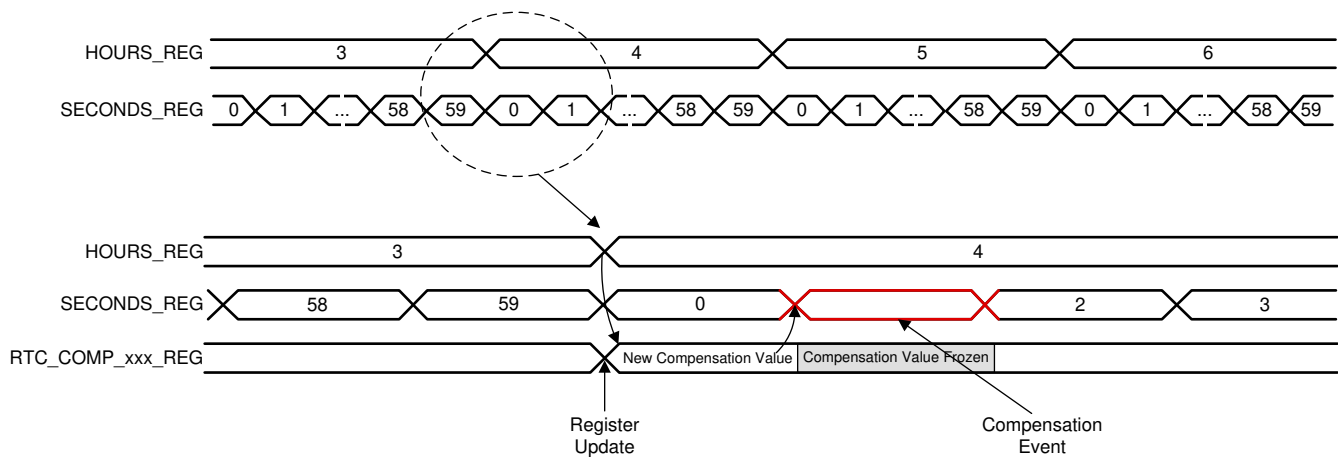 HOURS_REG 3 4 5 6
SECONDS_REG 0 1 ... 58 59 0 1 ... 58 59 0 1 ... 58 59 0 1 ... 58 59
HOURS_REG 3 4
SECONDS_REG 58 59 0 2 3
RTC_COMP_xxx_REG New Compensation Value Compensation Value Frozen
Register
Update
Compensation
Event